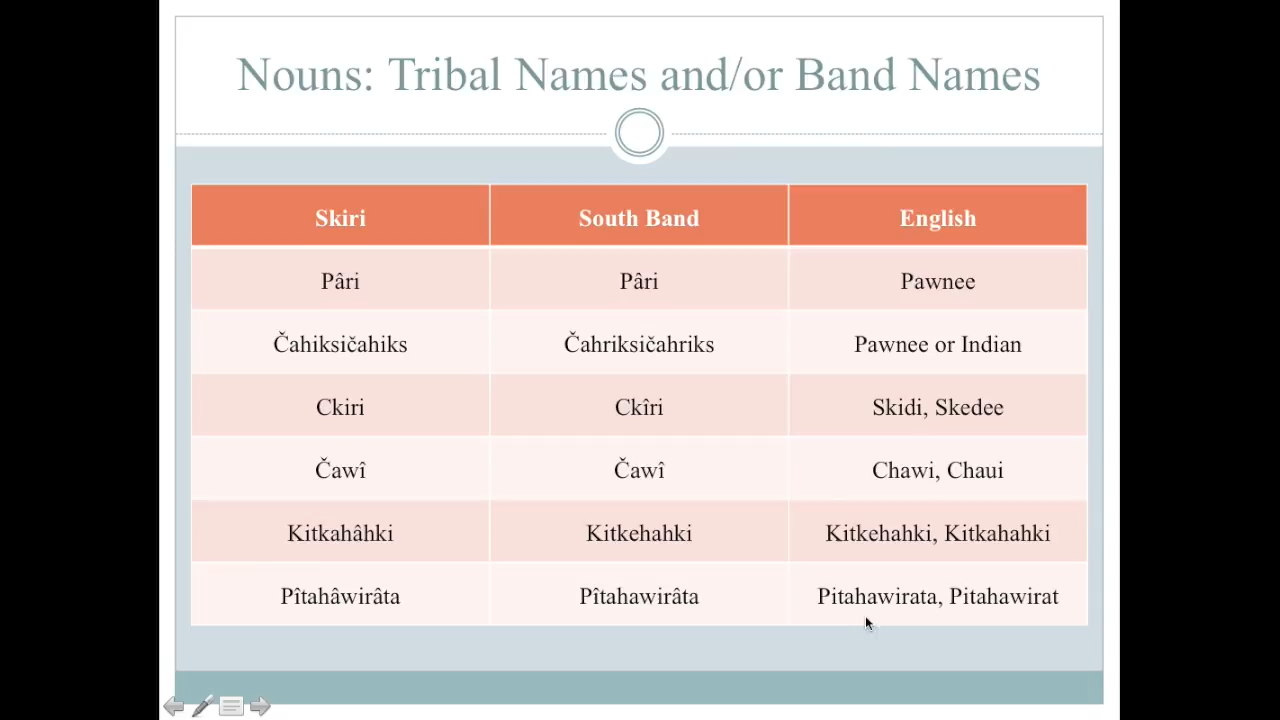 Nouns: Tribal Names and/or Band Names
Skiri South Band English
Pâri Pâri Pawnee
Čahiksičahiks Čahriksičahriks Pawnee or Indian
Ckiri Ckîri Skidi, Skedee
Čawî Čawî Chawi, Chaui
Kitkahâhki Kitkehahki Kitkehahki, Kitkahahki
Pîtahâwirâta Pîtahawirâta Pitahawirata, Pitahawirat